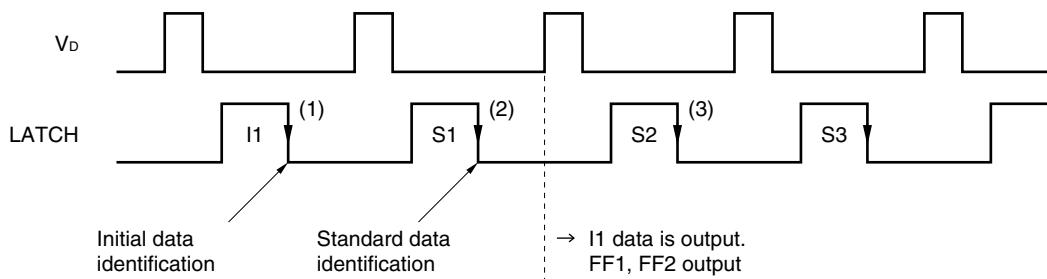 VD
(1)
(2)
(3)
LATCH
I1
S1
S2
S3
Initial data
identification
Standard data
identification
→ I1 data is output.
FF1, FF2 output